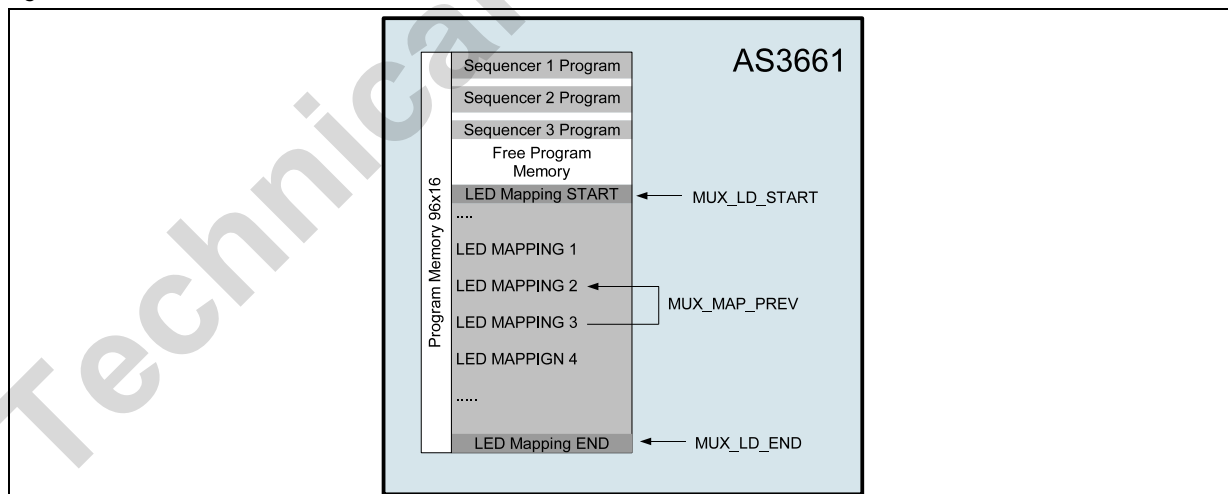 AS3661
Sequencer 1 Program
Sequencer 2 Program
Sequencer 3 Program
Free Program
Memory
Program Memory 96x16
LED Mapping START
MUX_LD_START
....
LED MAPPING 1
LED MAPPING 2
MUX_MAP_PREV
LED MAPPING 3
LED MAPPIGN 4
.....
LED Mapping END
MUX_LD_END
Technical